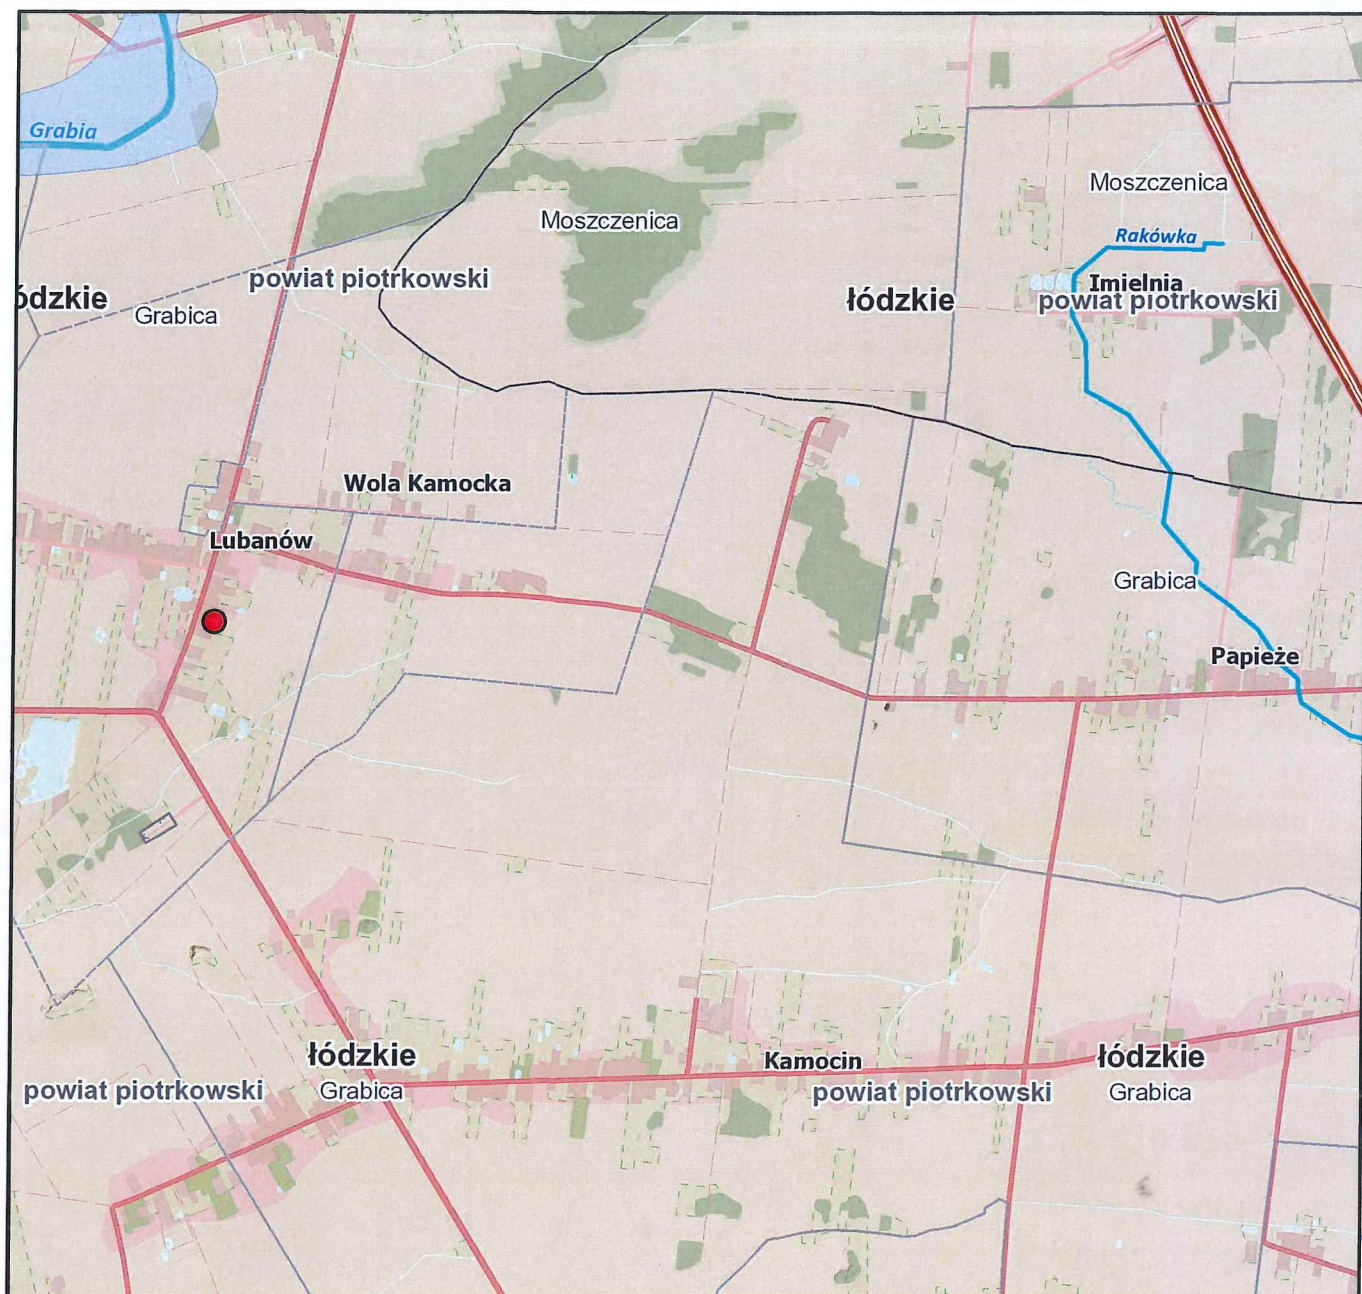 Grabia
Moszczenica
Moszczenica
Rakówka
powiat piotrkowski
Imielnia
ódzkie
Grabica
łódzkie
powiat piotrkowski
Wola Kamocka
Lubanów
Grabica
Papieże
łódzkie
Kamocin
łódzkie
powiat piotrkowski
Grabica
powiat piotrkowski
Grabica